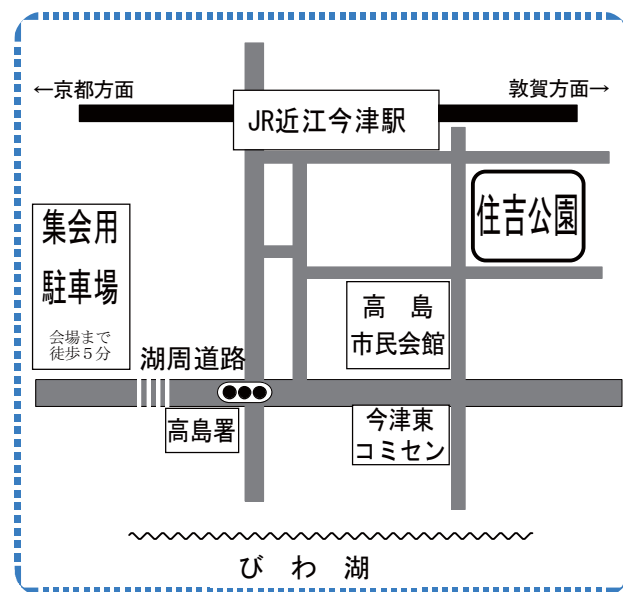 ←京都方面
敦賀方面→
JR近江今津駅
住吉公園
集会用
駐車場
会場まで
徒歩５分
高　島
市民会館
湖周道路
高島署
今津東
コミセン
び　わ　湖